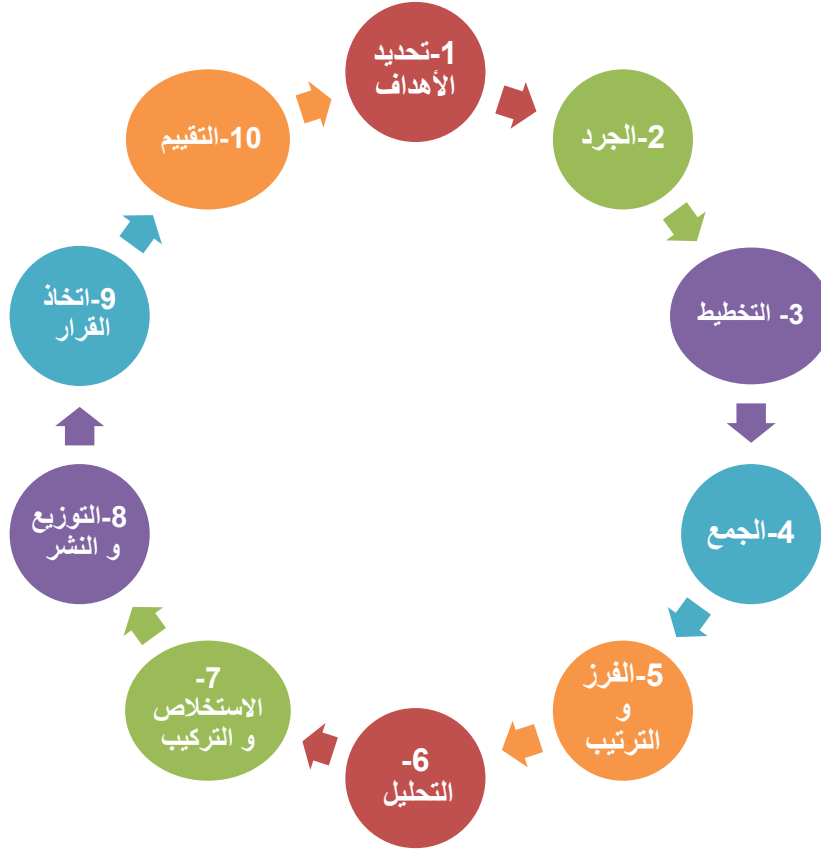 1-تحديد
الأهداف
2-الجرد
3- التخطيط
4-الجمع
5-الفرز
و
الترتيب
6-
التحليل
7-
الاستخلاص
و التركيب
8-التوزيع
و النشر
9-اتخاذ
القرار
10-التقييم